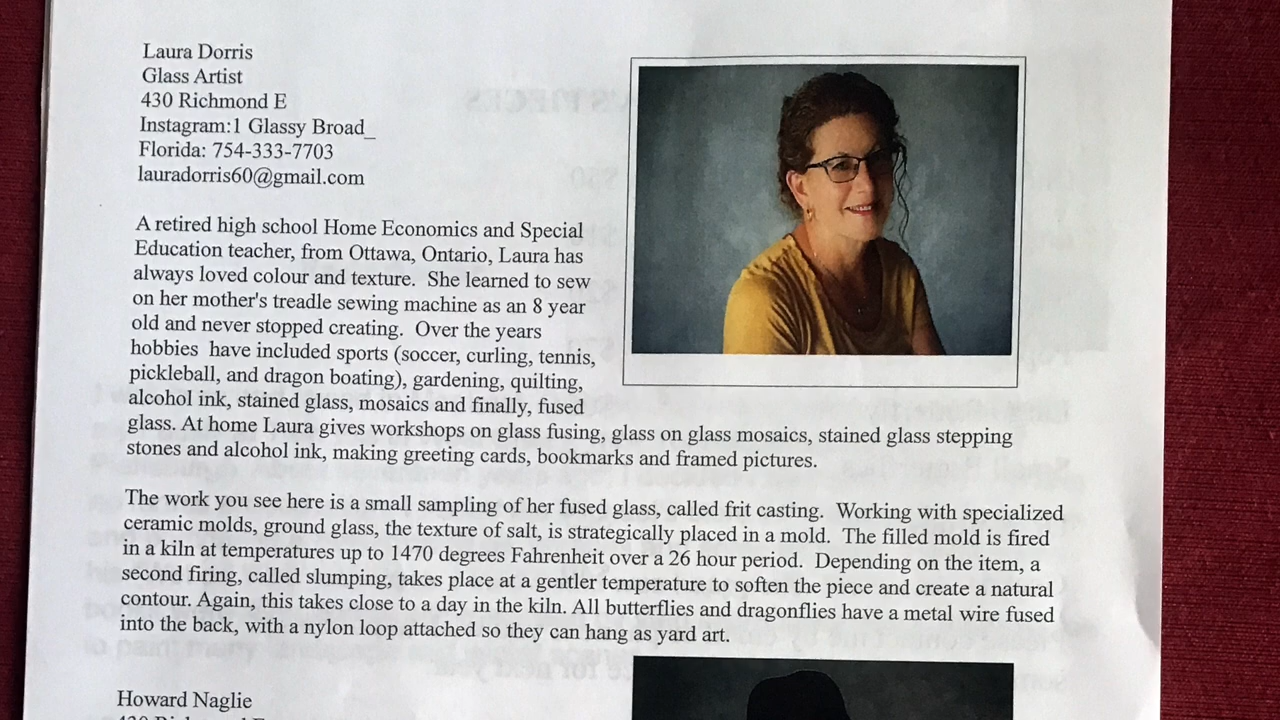 Laura Dorris
Glass Artist
430 Richmond E
Instagram:1 Glassy Broad_
Florida: 754-333-7703
lauradorris60@gmail.com
A retired high school Home Economics and Special
Education teacher, from Ottawa, Ontario, Laura has
always loved colour and texture. She learned to sew
on her mother's treadle sewing machine as an 8 year
old and never stopped creating. Over the years
hobbies have included sports (soccer, curling, tennis,
pickleball, and dragon boating), gardening, quilting,
alcohol ink, stained glass, mosaics and finally, fused
glass. At home Laura gives workshops on glass fusing, glass on glass mosaics, stained glass stepping
stones and alcohol ink, making greeting cards, bookmarks and framed pictures.
The work you see here is a small sampling of her fused glass, called frit casting. Working with specialized
ceramic molds, ground glass, the texture of salt, is strategically placed in a mold. The filled mold is fired
in a kiln at temperatures up to 1470 degrees Fahrenheit over a 26 hour period. Depending on the item, a
second firing, called slumping, takes place at a gentler temperature to soften the piece and create a natural
contour. Again, this takes close to a day in the kiln. All butterflies and dragonflies have a metal wire fused
into the back, with a nylon loop attached so they can hang as yard art.
Howard Naglie